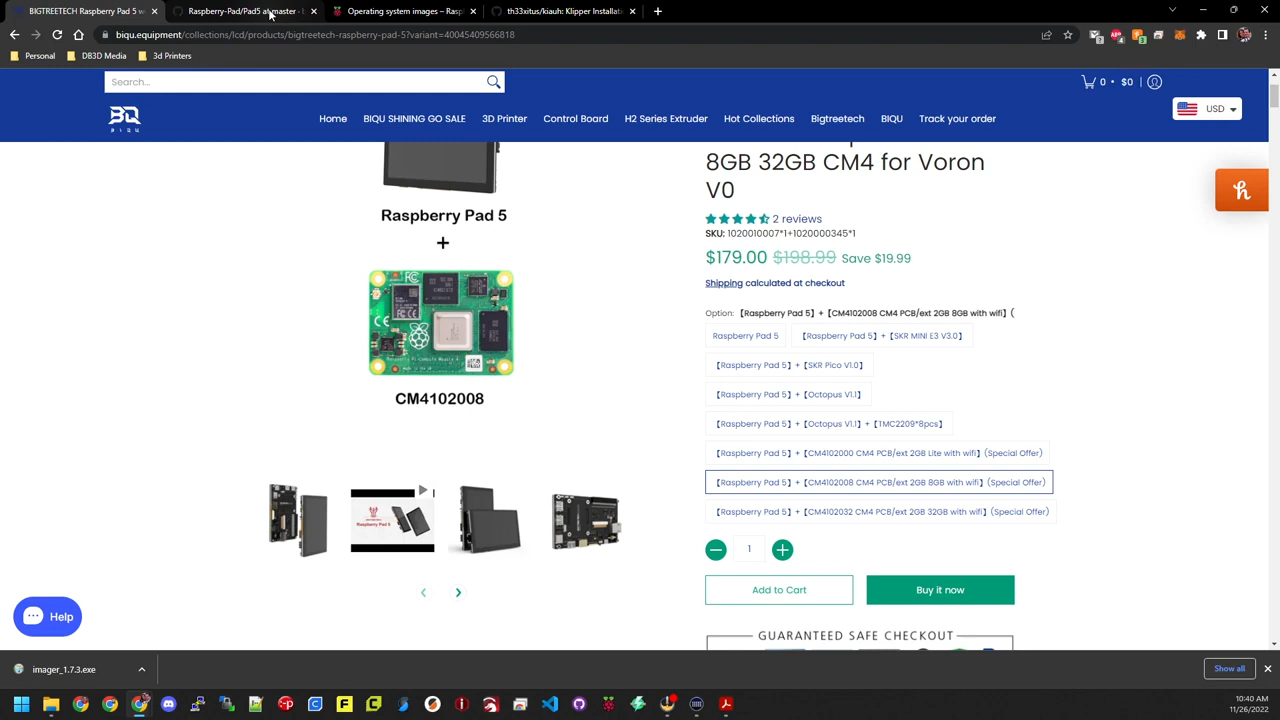 BIGTREETECH Raspberry Pad 5 w
Raspberry-Pad/Pad5 at master ·
Operating system images – Rasp
th33xitus/kiauh: Klipper Installati
biqu.equipment/collections/lcd/products/bigtreetech-raspberry-pad-5?variant=40045409566818
Personal DB3D Media 3d Printers
Search...
0 • $0
BIQU
Home BIQU SHINING GO SALE 3D Printer Control Board H2 Series Extruder Hot Collections Bigtreetech BIQU Track your order
USD
Raspberry Pad 5
+
CM4102008
8GB 32GB CM4 for Voron
V0
2 reviews
SKU: 1020010007*1+1020000345*1
$179.00 $198.99 Save $19.99
Shipping calculated at checkout
Option: 【Raspberry Pad 5】+【CM4102008 CM4 PCB/ext 2GB 8GB with wifi】(
Raspberry Pad 5
【Raspberry Pad 5】+【SKR MINI E3 V3.0】
【Raspberry Pad 5】+【SKR Pico V1.0】
【Raspberry Pad 5】+【Octopus V1.1】
【Raspberry Pad 5】+【Octopus V1.1】+【TMC2209*8pcs】
【Raspberry Pad 5】+【CM4102000 CM4 PCB/ext 2GB Lite with wifi】(Special Offer)
【Raspberry Pad 5】+【CM4102008 CM4 PCB/ext 2GB 8GB with wifi】(Special Offer)
【Raspberry Pad 5】+【CM4102032 CM4 PCB/ext 2GB 32GB with wifi】(Special Offer)
1
Add to Cart
Buy it now
GUARANTEED SAFE CHECKOUT
Help
imager_1.7.3.exe
Show all
10:40 AM
11/26/2022